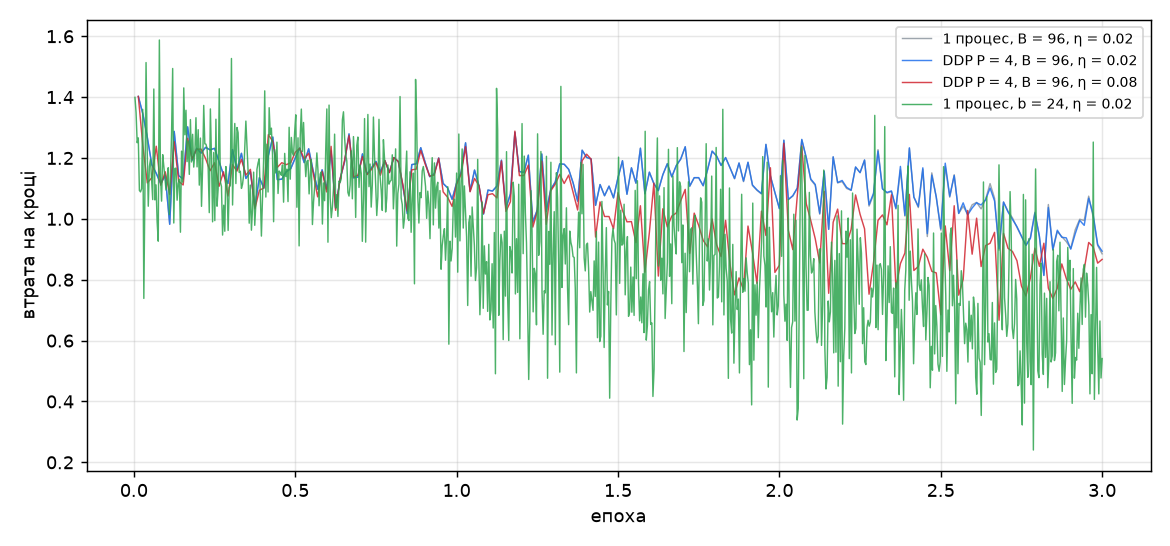 1 процес, B = 96, η = 0.02
DDP P = 4, B = 96, η = 0.02
DDP P = 4, B = 96, η = 0.08
1 процес, b = 24, η = 0.02
втрата на кроці
1.6
1.4
1.2
1.0
0.8
0.6
0.4
0.2
0.0
0.5
1.0
1.5
2.0
2.5
3.0
епоха